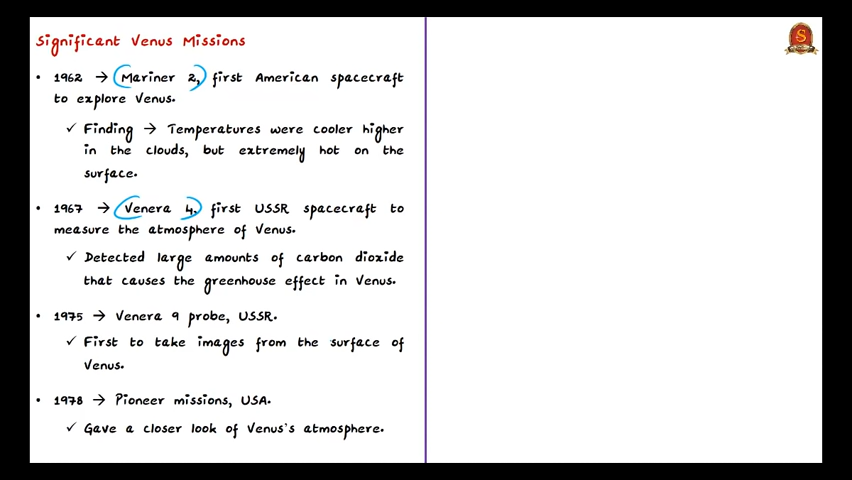 Significant Venus Missions
• 1962 → Mariner 2, first American spacecraft
to explore Venus.
✓ Finding → Temperatures were cooler higher
in the clouds, but extremely hot on the
surface.
• 1967 → Venera 4, first USSR spacecraft to
measure the atmosphere of Venus.
✓ Detected large amounts of carbon dioxide
that causes the greenhouse effect in Venus.
• 1975 → Venera 9 probe, USSR.
✓ First to take images from the surface of
Venus.
• 1978 → Pioneer missions, USA.
✓ Gave a closer look of Venus's atmosphere.
S